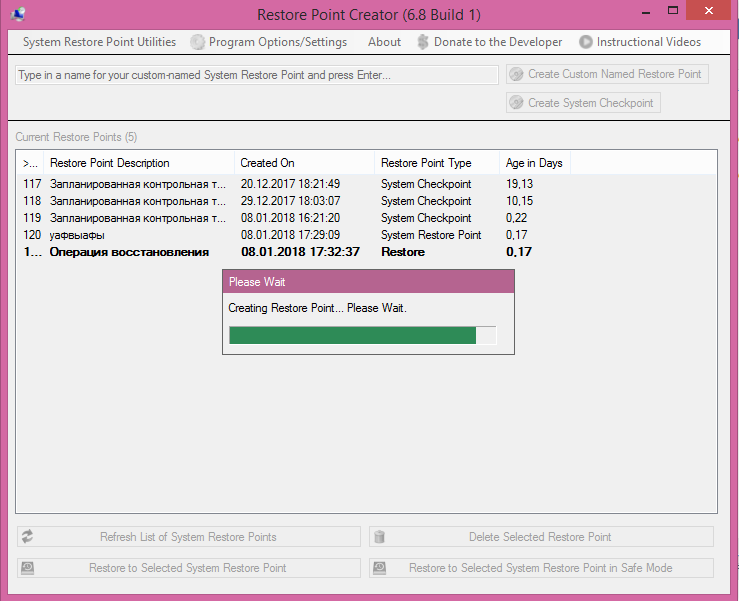 Restore Point Creator (6.8 Build 1)
System Restore Point Utilities Program Options/Settings About Donate to the Developer Instructional Videos
Type in a name for your custom-named System Restore Point and press Enter...
Create Custom Named Restore Point
Create System Checkpoint
Current Restore Points (5)
>... Restore Point Description Created On Restore Point Type Age in Days
117 Запланированная контрольная т... 20.12.2017 18:21:49 System Checkpoint 19,13
118 Запланированная контрольная т... 29.12.2017 18:03:07 System Checkpoint 10,15
119 Запланированная контрольная т... 08.01.2018 16:21:20 System Checkpoint 0,22
120 уафвыафы 08.01.2018 17:29:09 System Restore Point 0,17
1... Операция восстановления 08.01.2018 17:32:37 Restore 0,17
Please Wait
Creating Restore Point... Please Wait.
Refresh List of System Restore Points Delete Selected Restore Point
Restore to Selected System Restore Point Restore to Selected System Restore Point in Safe Mode